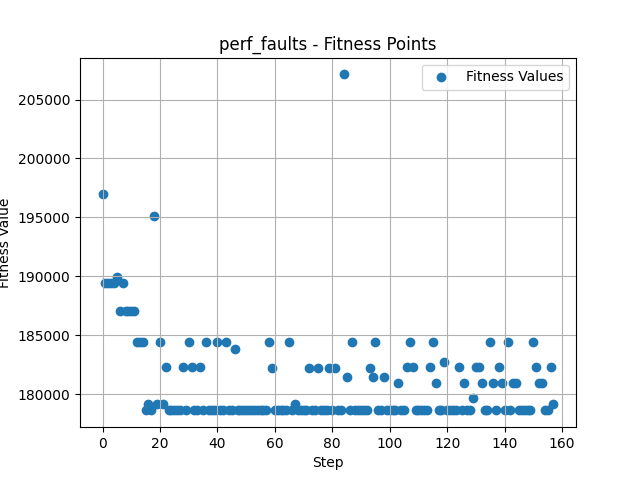 perf_faults - Fitness Points
Fitness Values
205000
200000
195000
190000
185000
180000
Fitness Value
0 20 40 60 80 100 120 140 160
Step